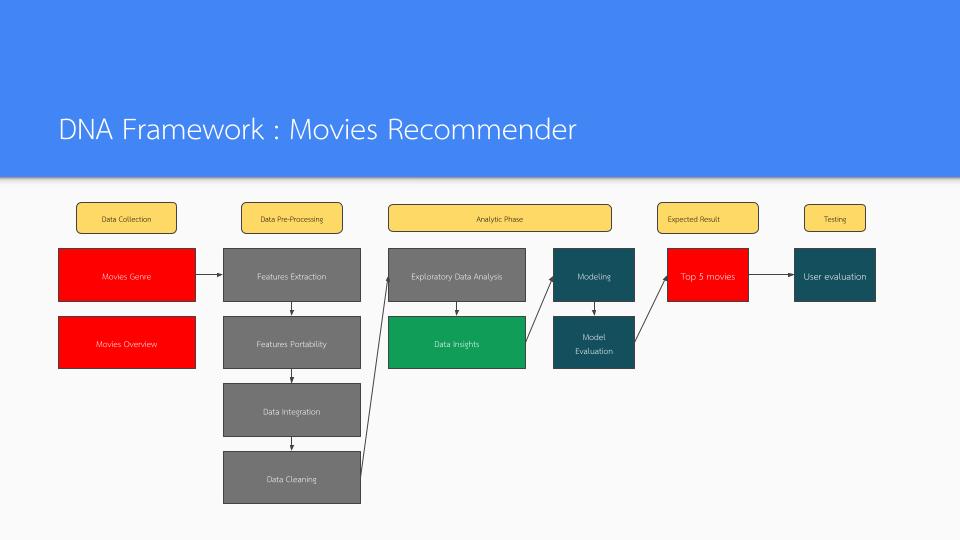 DNA Framework : Movies Recommender
Data Collection
Data Pre-Processing
Analytic Phase
Expected Result
Testing
Movies Genre
Features Extraction
Exploratory Data Analysis
Modeling
Top 5 movies
User evaluation
Movies Overview
Features Portability
Data Insights
Model
Evaluation
Data Integration
Data Cleaning